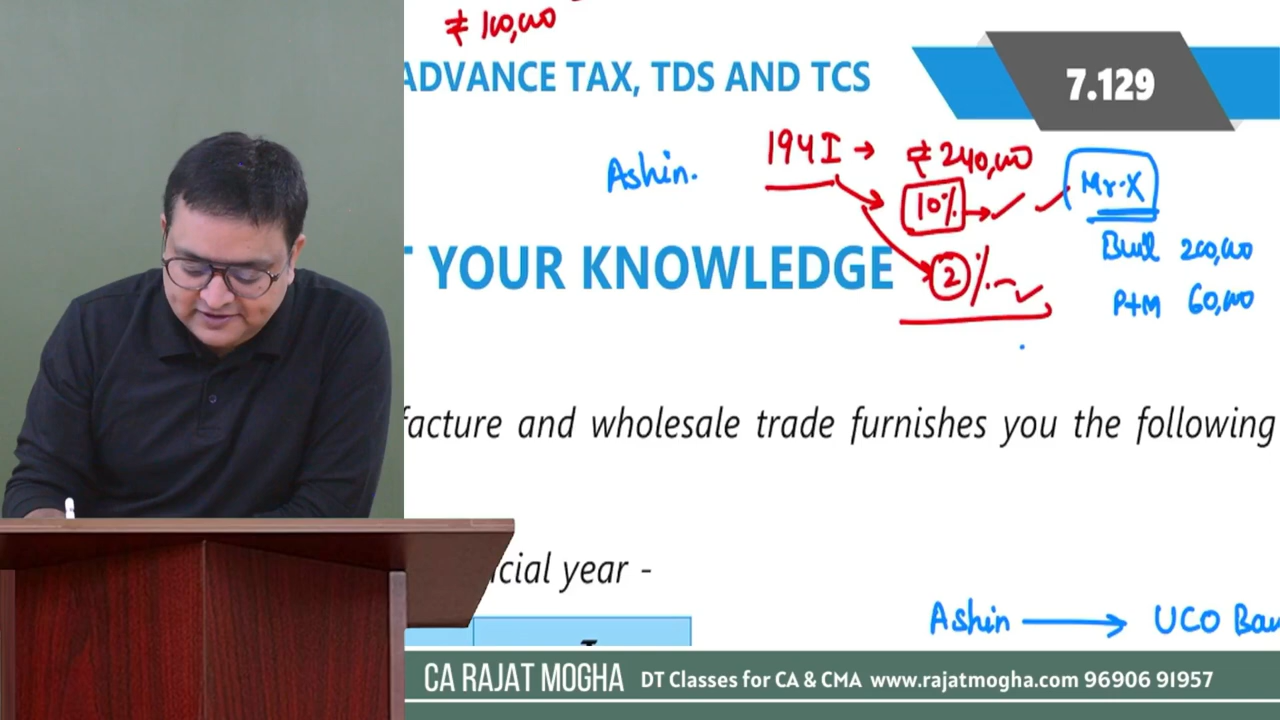 ₹ 100,000
ADVANCE TAX, TDS AND TCS
7.129
Ashin. 194I → ₹ 240,000
10% → ✓ ✓ Mr. X
2%~✓
Buil 200,000
P+M 60,000
T YOUR KNOWLEDGE
facture and wholesale trade furnishes you the following
cial year -
Ashin → UCO Ban
CA RAJAT MOGHA DT Classes for CA & CMA www.rajatmogha.com 96906 91957